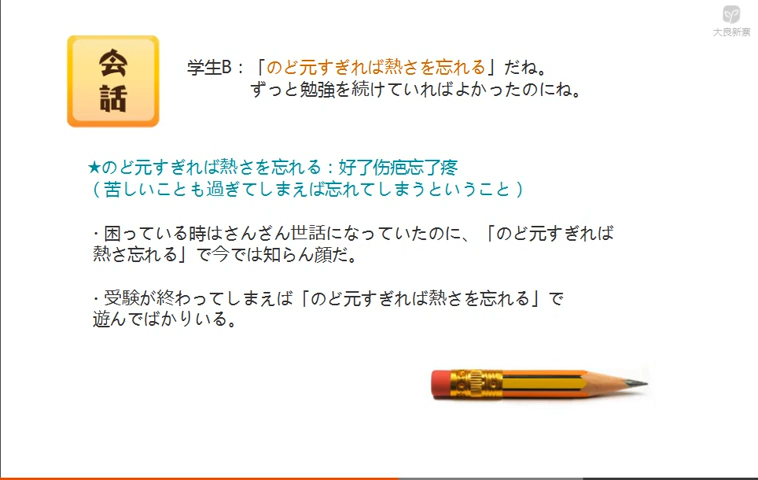 大良新寨
会
話
学生B：「のど元すぎれば熱さを忘れる」だね。
ずっと勉強を続けていればよかったのにね。
★のど元すぎれば熱さを忘れる：好了伤疤忘了疼
（苦しいことも過ぎてしまえば忘れてしまうということ）
・困っている時はさんざん世話になっていたのに、「のど元すぎれば
熱さ忘れる」で今では知らん顔だ。
・受験が終わってしまえば「のど元すぎれば熱さを忘れる」で
遊んでばかりいる。